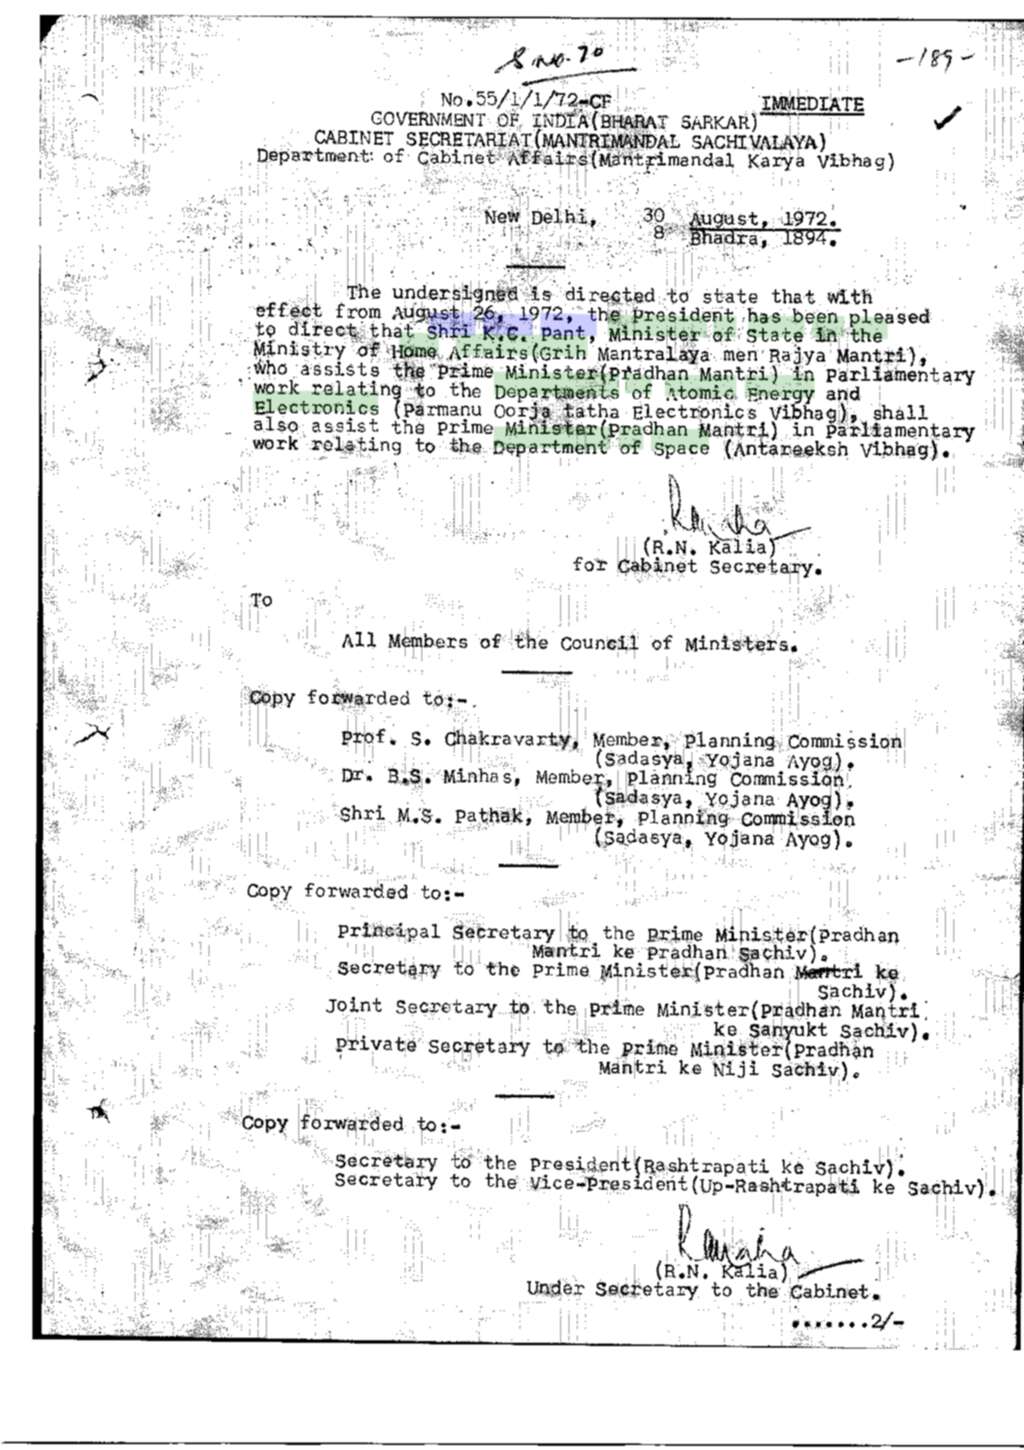 S.No. 70
-189-
No.55/1/1/72-CF
IMMEDIATE
GOVERNMENT OF INDIA(BHARAT SARKAR)
CABINET SECRETARIAT(MANTRIMANDAL SACHIVALAYA)
Department of Cabinet Affairs(Mantrimandal Karya Vibhag)
New Delhi, 30 August, 1972.
8 Bhadra, 1894.
The undersigned is directed to state that with
effect from August 26, 1972, the President has been pleased
to direct that Shri K.C. Pant, Minister of State in the
Ministry of Home Affairs(Grih Mantralaya men Rajya Mantri),
who assists the Prime Minister(Pradhan Mantri) in Parliamentary
work relating to the Departments of Atomic Energy and
Electronics (Parmanu Oorja tatha Electronics Vibhag), shall
also assist the Prime Minister(Pradhan Mantri) in Parliamentary
work relating to the Department of Space (Antareeksh Vibhag).
(R.N. Kalia)
for Cabinet Secretary.
To
All Members of the Council of Ministers.
Copy forwarded to:-.
Prof. S. Chakravarty, Member, Planning Commission
(Sadasya, Yojana Ayog).
Dr. B.S. Minhas, Member, Planning Commission
(Sadasya, Yojana Ayog).
Shri M.S. Pathak, Member, Planning Commission
(Sadasya, Yojana Ayog).
Copy forwarded to:-
Principal Secretary to the Prime Minister(Pradhan
Mantri ke Pradhan Sachiv).
Secretary to the Prime Minister(Pradhan Mantri ke
Sachiv).
Joint Secretary to the Prime Minister(Pradhan Mantri
ke Sanyukt Sachiv).
Private Secretary to the Prime Minister(Pradhan
Mantri ke Niji Sachiv).
Copy forwarded to:-
Secretary to the President(Rashtrapati ke Sachiv).
Secretary to the Vice-President(Up-Rashtrapati ke Sachiv).
(R.N. Kalia)
Under Secretary to the Cabinet.
.......2/-